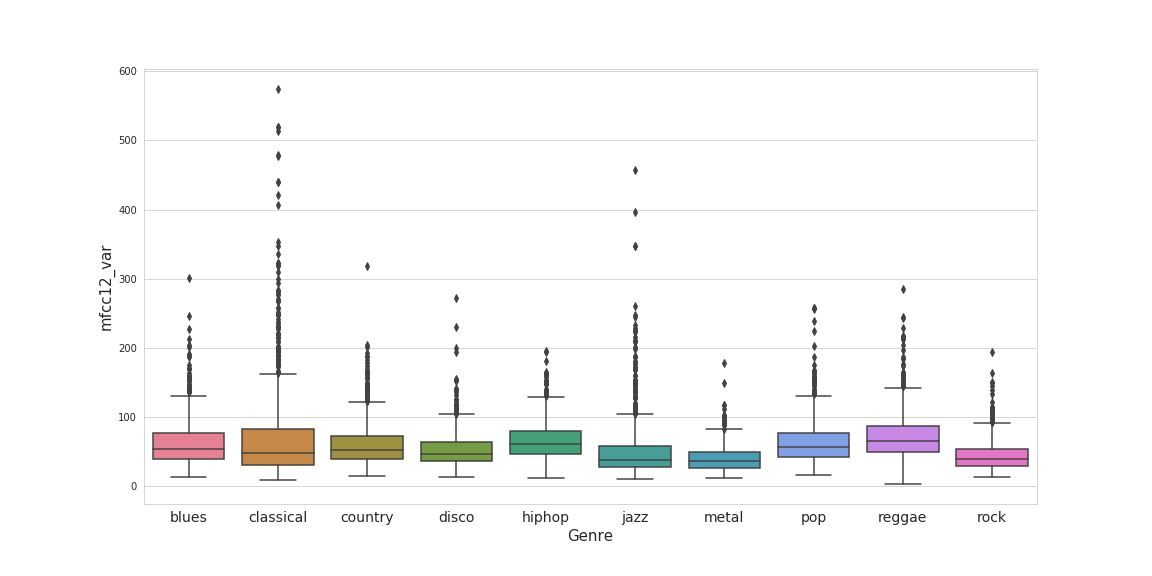 600
500
400
300
200
100
0
mfcc12_var
blues classical country disco hiphop jazz metal pop reggae rock
Genre